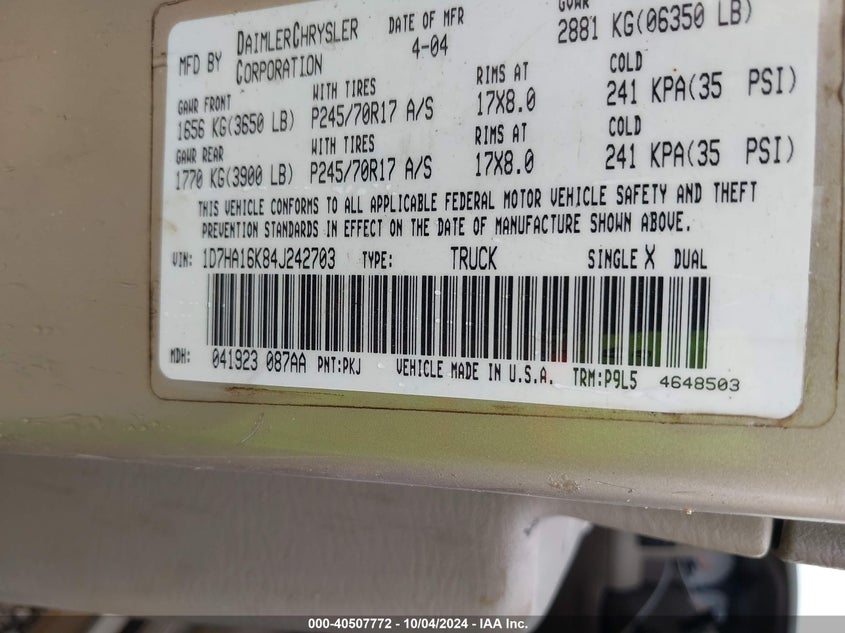 MFD BY DAIMLERCHRYSLER CORPORATION DATE OF MFR 4-04 GVWR 2881 KG(06350 LB)
GAWR FRONT WITH TIRES RIMS AT COLD
1656 KG(3650 LB) P245/70R17 A/S 17X8.0 241 KPA(35 PSI)
GAWR REAR WITH TIRES RIMS AT COLD
1770 KG(3900 LB) P245/70R17 A/S 17X8.0 241 KPA(35 PSI)
THIS VEHICLE CONFORMS TO ALL APPLICABLE FEDERAL MOTOR VEHICLE SAFETY AND THEFT
PREVENTION STANDARDS IN EFFECT ON THE DATE OF MANUFACTURE SHOWN ABOVE.
VIN: 1D7HA16K84J242703 TYPE: TRUCK SINGLE X DUAL
MDH: 041923 087AA PNT:PKJ VEHICLE MADE IN U.S.A. TRM:P9L5 4648503
000-40507772 - 10/04/2024 - IAA Inc.